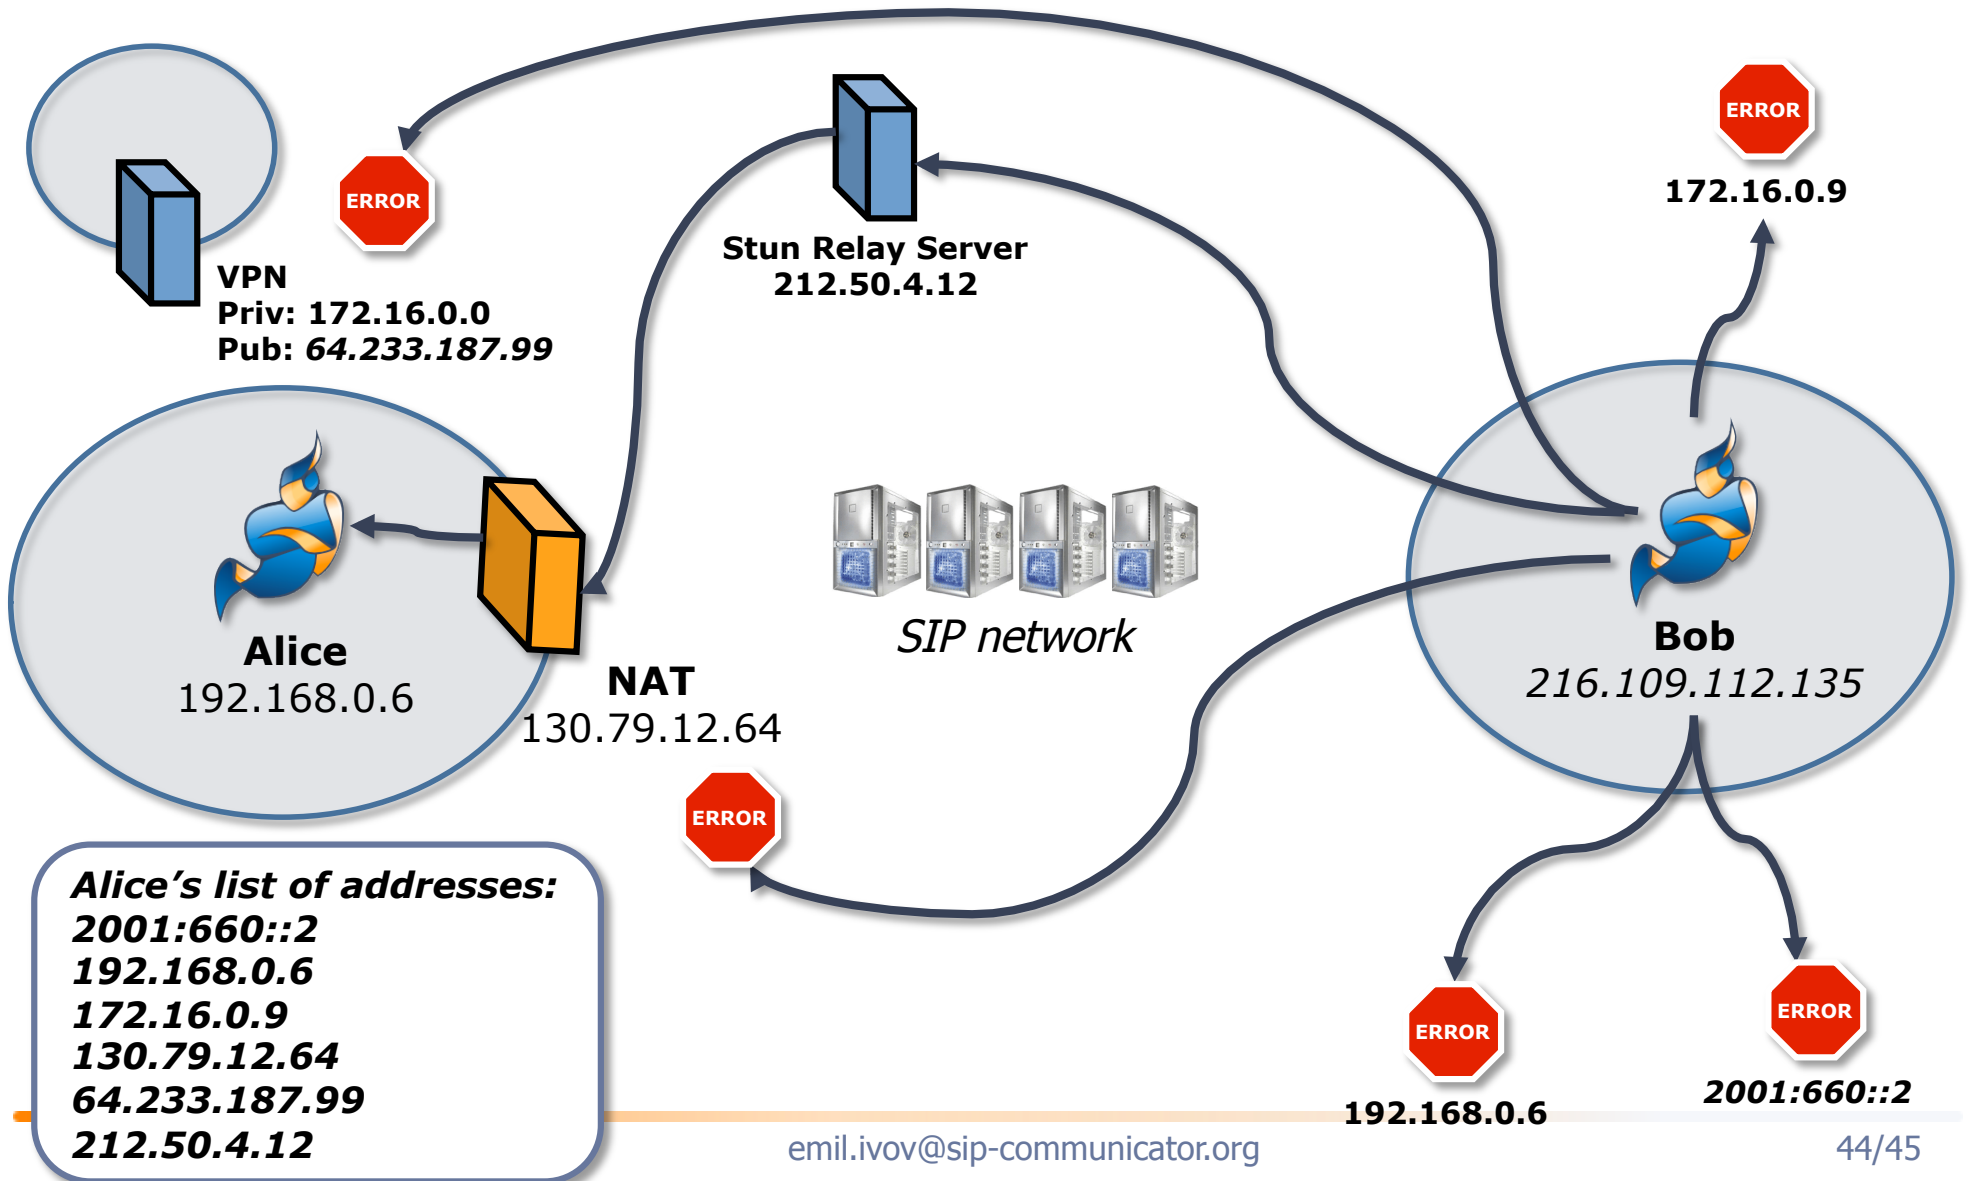 ERROR
172.16.0.9
ERROR
VPN
Priv: 172.16.0.0
Pub: 64.233.187.99
Stun Relay Server
212.50.4.12
Alice
192.168.0.6
NAT
130.79.12.64
SIP network
Bob
216.109.112.135
ERROR
Alice’s list of addresses:
2001:660::2
192.168.0.6
172.16.0.9
130.79.12.64
64.233.187.99
212.50.4.12
ERROR
192.168.0.6
ERROR
2001:660::2
emil.ivov@sip-communicator.org
44/45